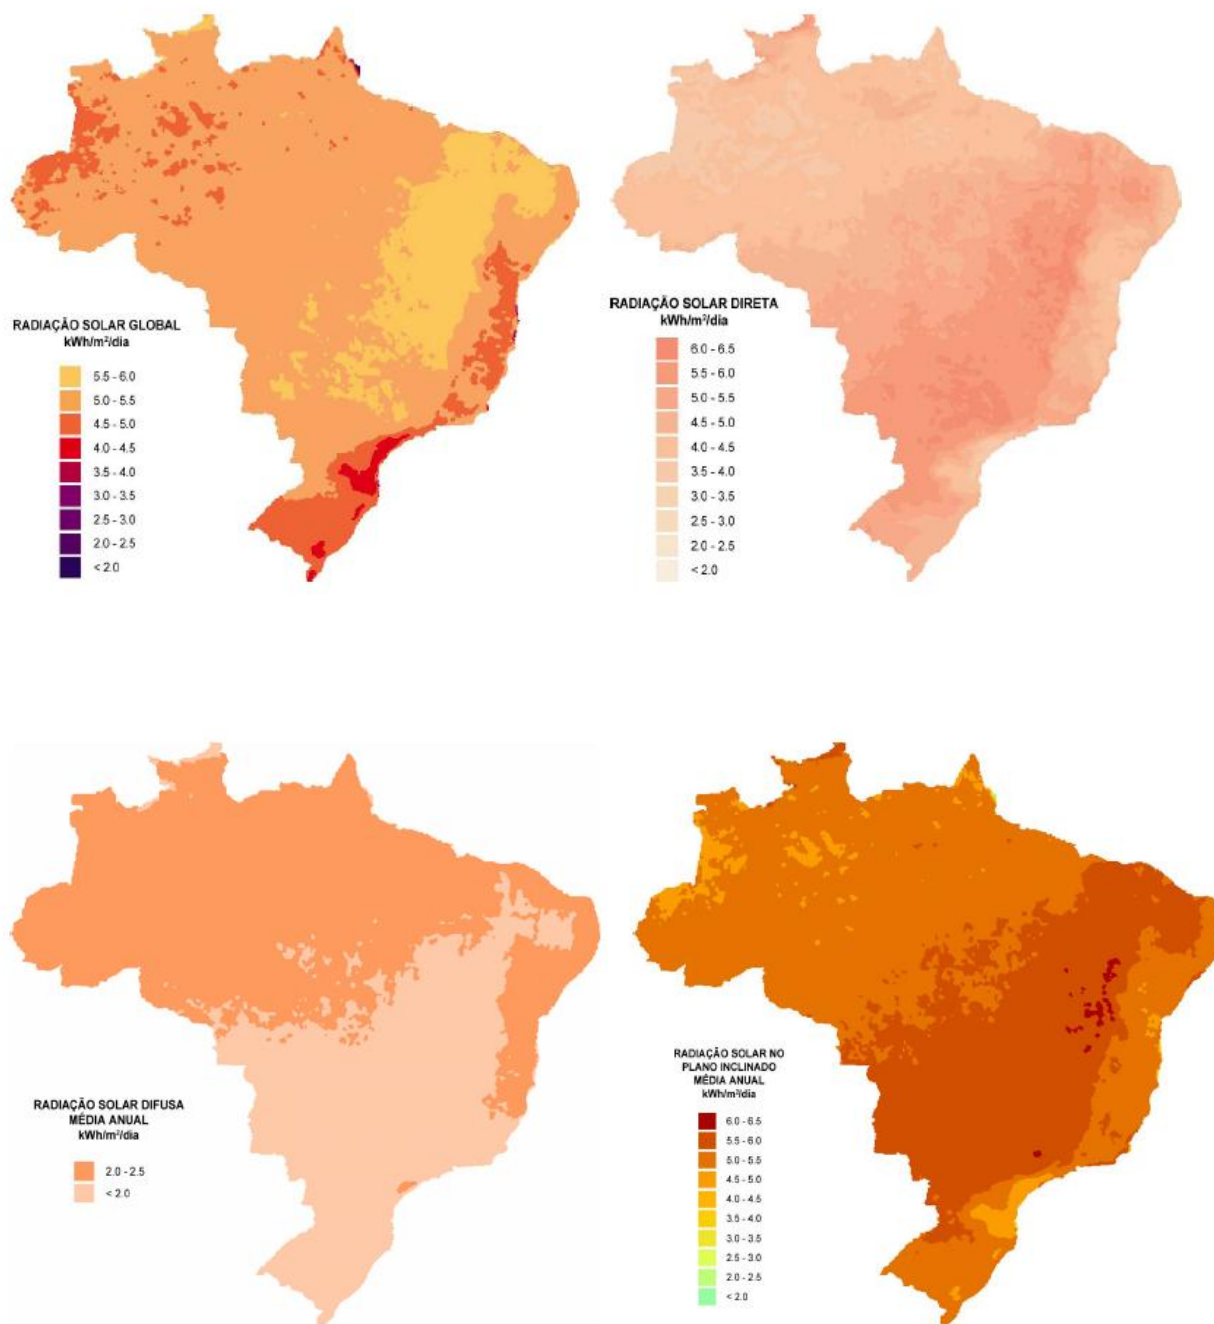 RADIAÇÃO SOLAR GLOBAL
kWh/m²/dia
5.5 - 6.0
5.0 - 5.5
4.5 - 5.0
4.0 - 4.5
3.5 - 4.0
3.0 - 3.5
2.5 - 3.0
2.0 - 2.5
< 2.0
RADIAÇÃO SOLAR DIRETA
kWh/m²/dia
6.0 - 6.5
5.5 - 6.0
5.0 - 5.5
4.5 - 5.0
4.0 - 4.5
3.5 - 4.0
3.0 - 3.5
2.5 - 3.0
2.0 - 2.5
< 2.0
RADIAÇÃO SOLAR DIFUSA
MÉDIA ANUAL
kWh/m²/dia
2.0 - 2.5
< 2.0
RADIAÇÃO SOLAR NO
PLANO INCLINADO
MÉDIA ANUAL
kWh/m²/dia
6.0 - 6.5
5.5 - 6.0
5.0 - 5.5
4.5 - 5.0
4.0 - 4.5
3.5 - 4.0
3.0 - 3.5
2.5 - 3.0
2.0 - 2.5
< 2.0